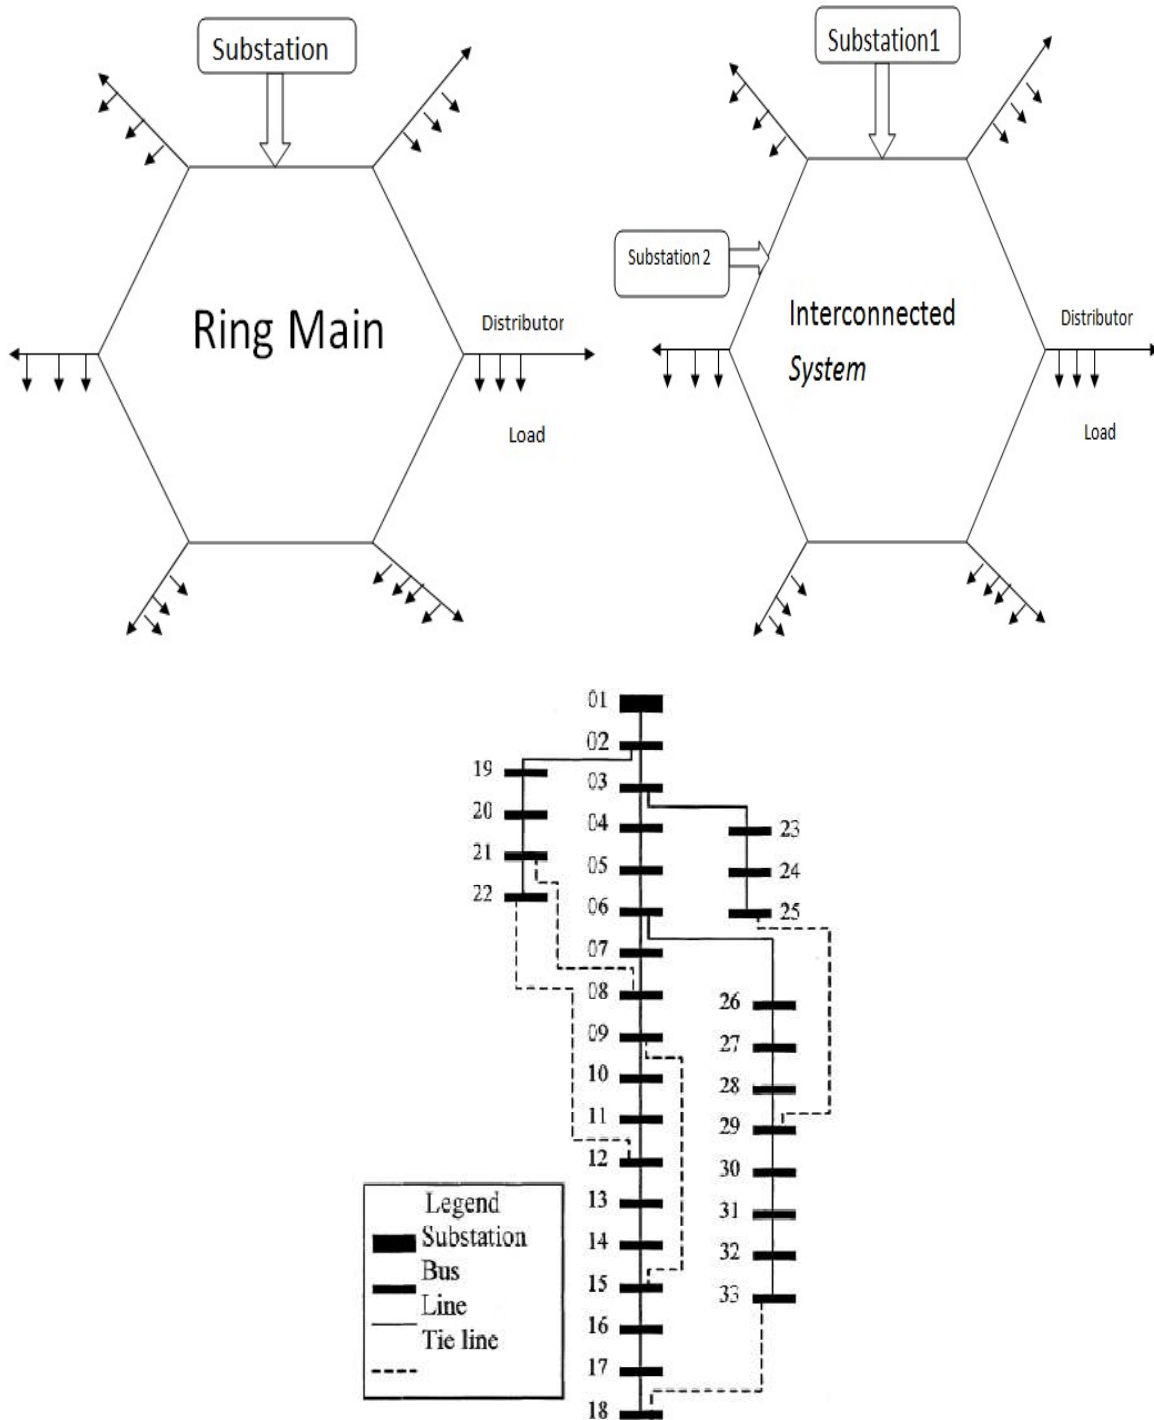 Substation
Ring Main
Distributor
Load
Substation1
Substation 2
Interconnected
System
Distributor
Load
01
02
19
03
20
04
23
21
05
24
22
06
25
07
08
26
09
27
10
28
11
29
12
30
13
31
14
32
15
33
16
17
18
Legend
Substation
Bus
Line
Tie line